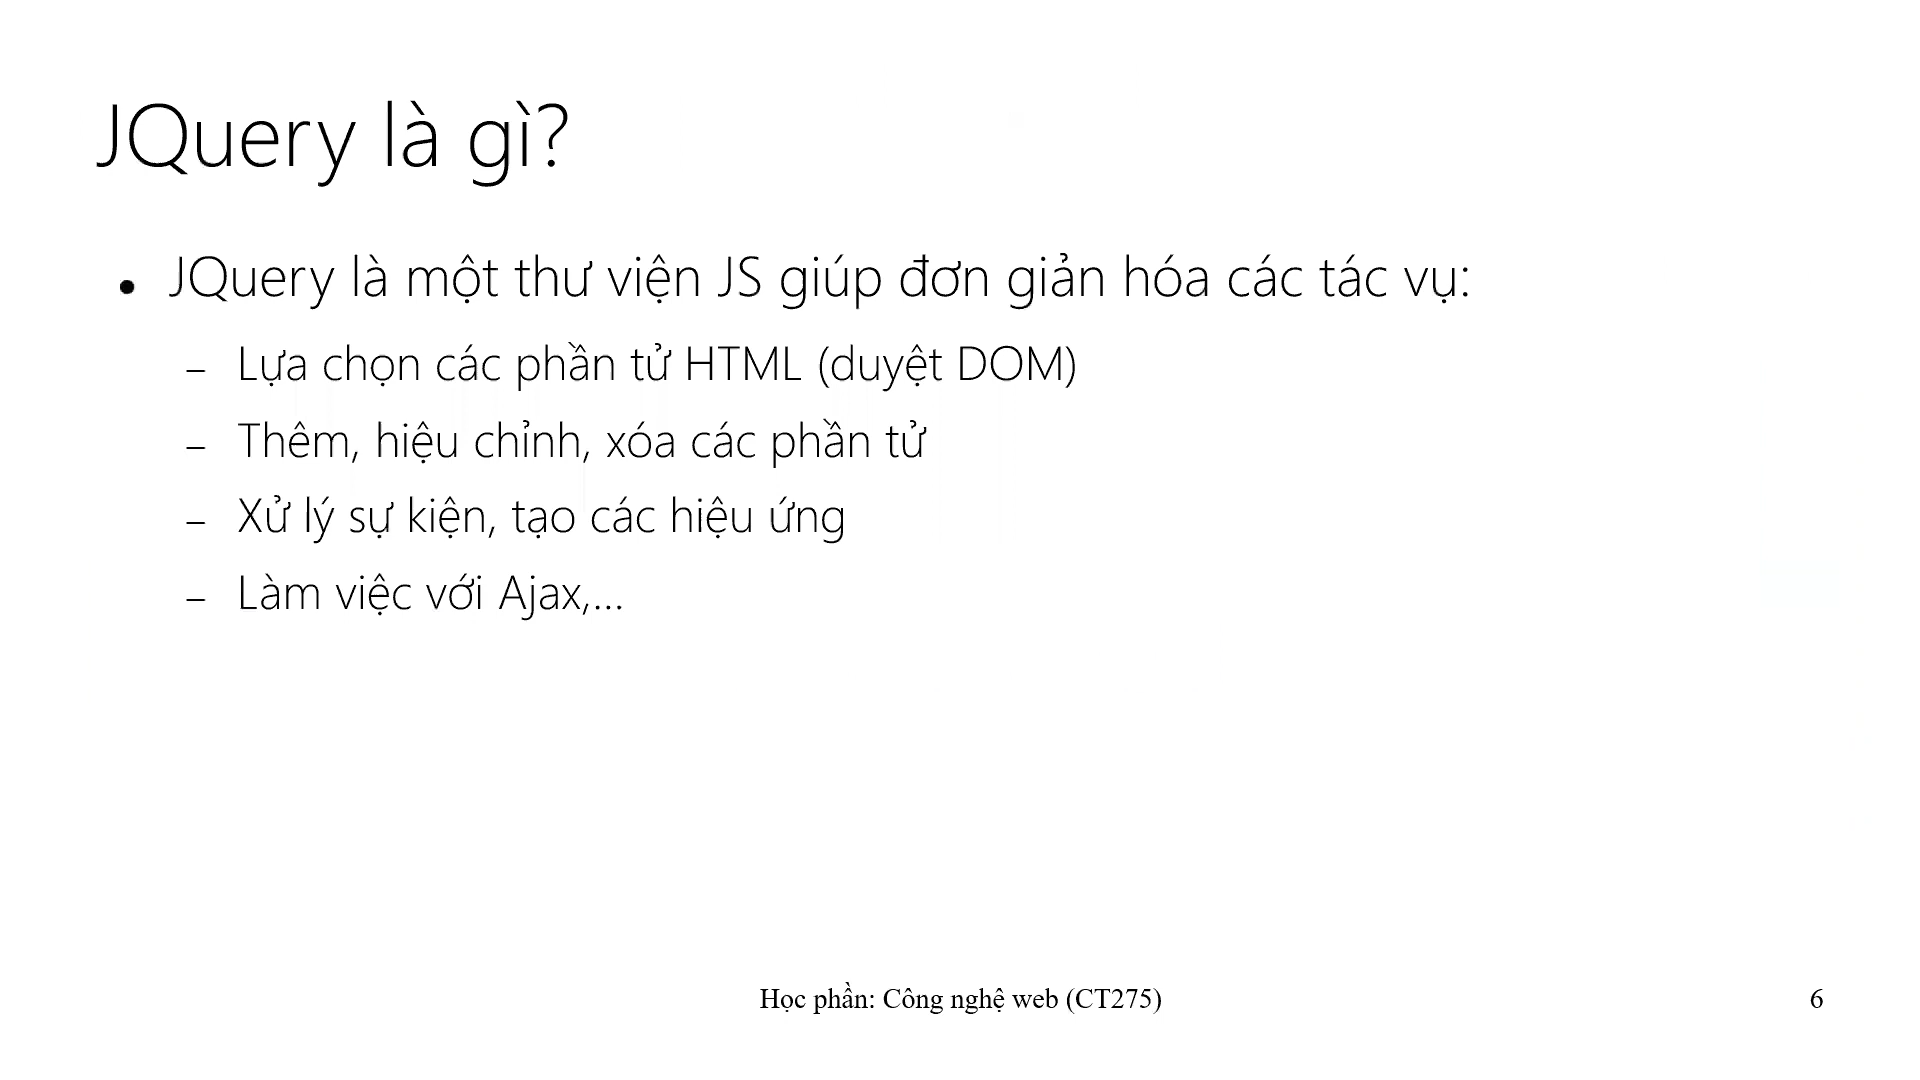 JQuery là gì?
● JQuery là một thư viện JS giúp đơn giản hóa các tác vụ:
– Lựa chọn các phần tử HTML (duyệt DOM)
– Thêm, hiệu chỉnh, xóa các phần tử
– Xử lý sự kiện, tạo các hiệu ứng
– Làm việc với Ajax,...
Học phần: Công nghệ web (CT275)
6